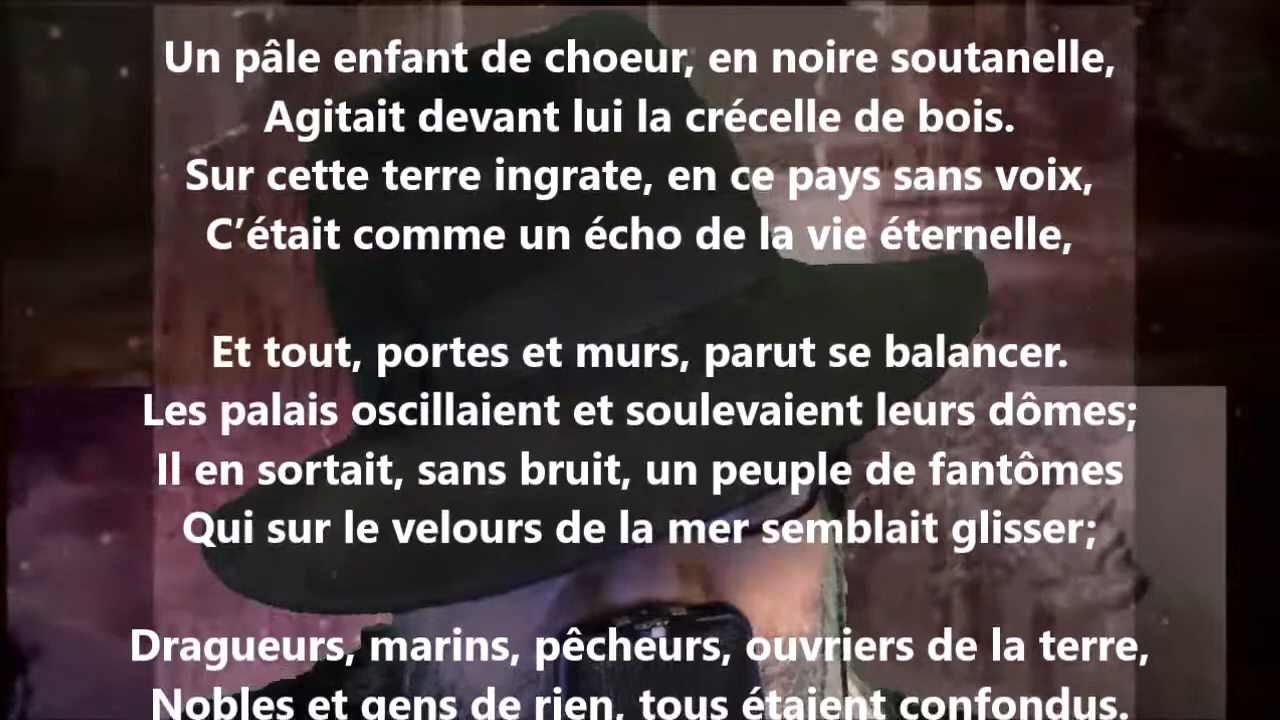 Un pâle enfant de choeur, en noire soutanelle,
Agitait devant lui la crécelle de bois.
Sur cette terre ingrate, en ce pays sans voix,
C’était comme un écho de la vie éternelle,
Et tout, portes et murs, parut se balancer.
Les palais oscillaient et soulevaient leurs dômes;
Il en sortait, sans bruit, un peuple de fantômes
Qui sur le velours de la mer semblait glisser;
Dragueurs, marins, pêcheurs, ouvriers de la terre,
Nobles et gens de rien, tous étaient confondus.